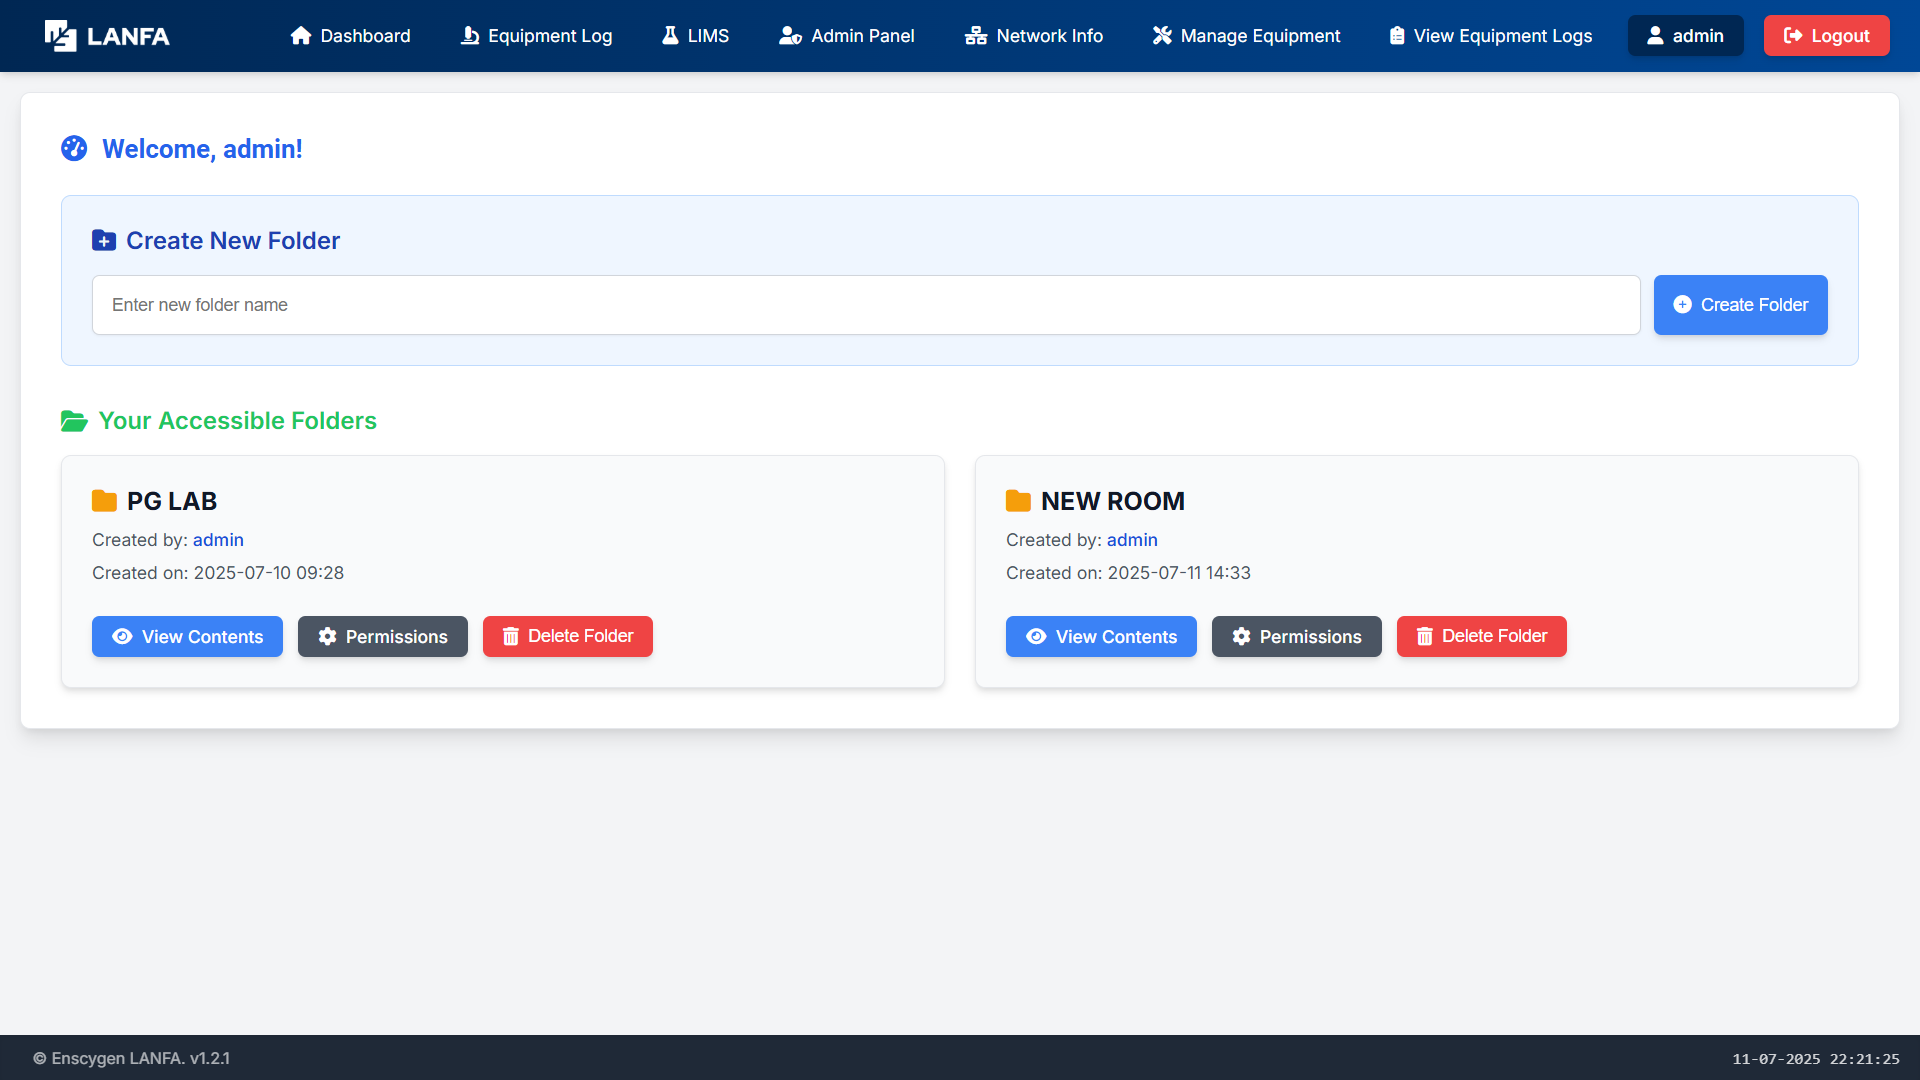 LANFA
Dashboard
Equipment Log
LIMS
Admin Panel
Network Info
Manage Equipment
View Equipment Logs
admin
Logout
Welcome, admin!
Create New Folder
Enter new folder name
Create Folder
Your Accessible Folders
PG LAB
Created by: admin
Created on: 2025-07-10 09:28
View Contents
Permissions
Delete Folder
NEW ROOM
Created by: admin
Created on: 2025-07-11 14:33
View Contents
Permissions
Delete Folder
© Enscygen LANFA. v1.2.1
11-07-2025 22:21:25